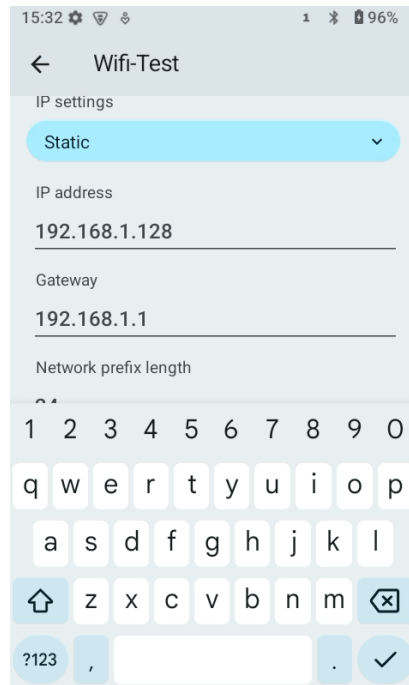 15:32 1 96%
Wifi-Test
IP settings
Static
IP address
192.168.1.128
Gateway
192.168.1.1
Network prefix length
1 2 3 4 5 6 7 8 9 0
q w e r t y u i o p
a s d f g h j k l
z x c v b n m
?123 , .